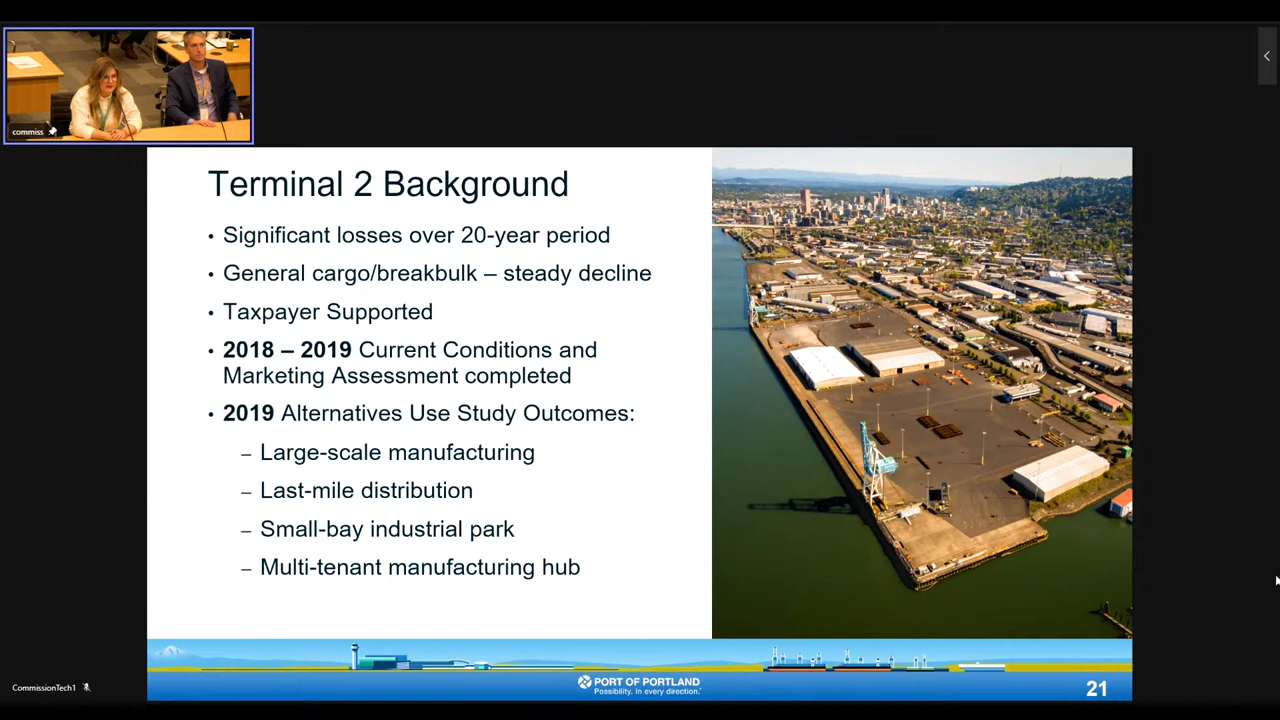 commiss
Terminal 2 Background
• Significant losses over 20-year period
• General cargo/breakbulk – steady decline
• Taxpayer Supported
• 2018 – 2019 Current Conditions and
Marketing Assessment completed
• 2019 Alternatives Use Study Outcomes:
– Large-scale manufacturing
– Last-mile distribution
– Small-bay industrial park
– Multi-tenant manufacturing hub
PORT OF PORTLAND
Possibility. In every direction.
21
CommissionTech1